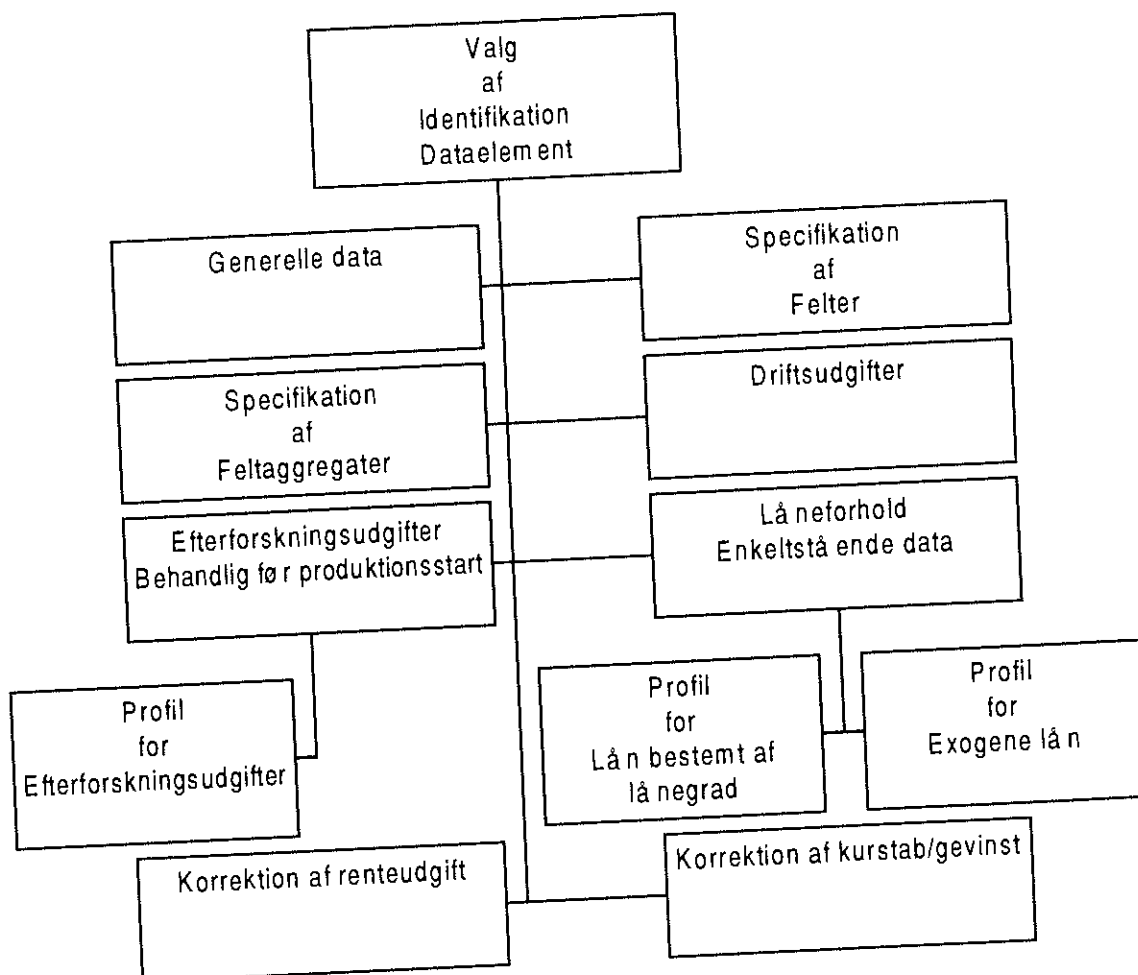 Valg
af
Identifikation
Dataelement
Generelle data
Specifikation
af
Felter
Specifikation
af
Feltaggregater
Driftsudgifter
Efterforskningsudgifter
Behandlig før produktionsstart
Låneforhold
Enkeltstående data
Profil
for
Efterforskningsudgifter
Profil
for
Lån bestemt af
lånegrad
Profil
for
Exogene lån
Korrektion af renteudgift
Korrektion af kurstab/gevinst